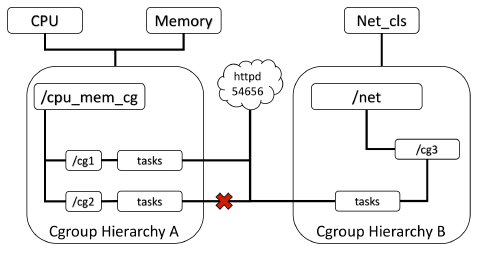 CPU
Memory
Net_cls
httpd
54656
/cpu_mem_cg
/net
/cg1
tasks
/cg3
/cg2
tasks
tasks
Cgroup Hierarchy A
Cgroup Hierarchy B